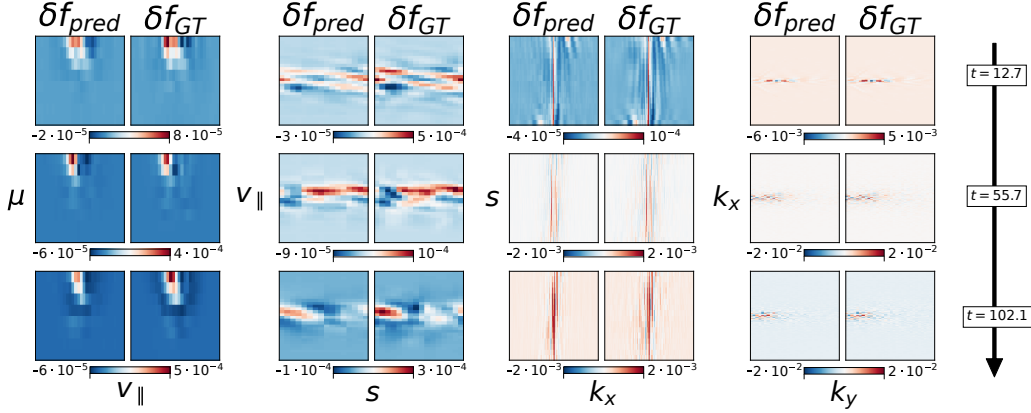 δf_pred δf_GT δf_pred δf_GT δf_pred δf_GT δf_pred δf_GT
t = 12.7
-2·10⁻⁵ 8·10⁻⁵ -3·10⁻⁵ 5·10⁻⁴ -4·10⁻⁵ 10⁻⁴ -6·10⁻³ 5·10⁻³
μ v_∥ s k_x
t = 55.7
-6·10⁻⁵ 4·10⁻⁴ -9·10⁻⁵ 10⁻⁴ -2·10⁻³ 2·10⁻³ -2·10⁻² 2·10⁻²
t = 102.1
-6·10⁻⁵ 5·10⁻⁴ -1·10⁻⁴ 3·10⁻⁴ -2·10⁻³ 2·10⁻³ -2·10⁻² 2·10⁻²
v_∥ s k_x k_y